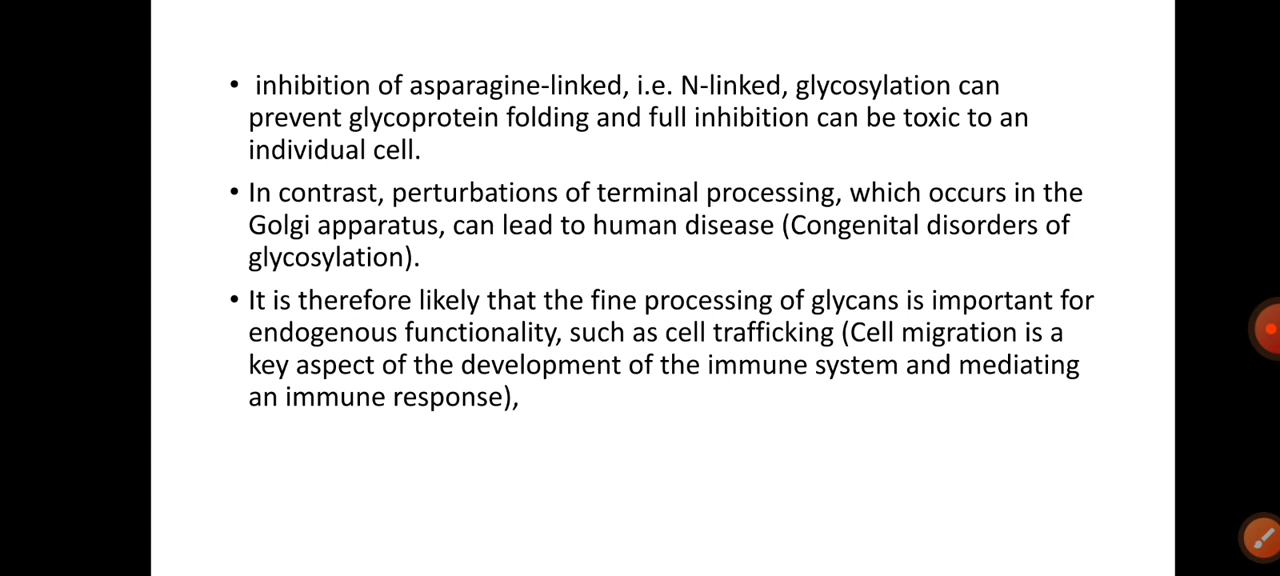 • inhibition of asparagine-linked, i.e. N-linked, glycosylation can
prevent glycoprotein folding and full inhibition can be toxic to an
individual cell.
• In contrast, perturbations of terminal processing, which occurs in the
Golgi apparatus, can lead to human disease (Congenital disorders of
glycosylation).
• It is therefore likely that the fine processing of glycans is important for
endogenous functionality, such as cell trafficking (Cell migration is a
key aspect of the development of the immune system and mediating
an immune response),